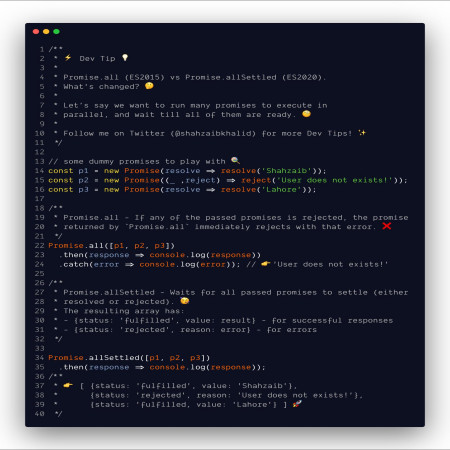 1 /**
2  * ⚡ Dev Tip 💡
3  *
4  * Promise.all (ES2015) vs Promise.allSettled (ES2020).
5  * What's changed? 🤔
6  *
7  * Let's say we want to run many promises to execute in
8  * parallel, and wait till all of them are ready. 😊
9  *
10  * Follow me on Twitter (@shahzaibkhalid) for more Dev Tips! ✨
11  */
12
13 // some dummy promises to play with 🔍
14 const p1 = new Promise(resolve => resolve('Shahzaib'));
15 const p2 = new Promise((_ ,reject) => reject('User does not exists!'));
16 const p3 = new Promise(resolve => resolve('Lahore'));
17
18 /**
19  * Promise.all - If any of the passed promises is rejected, the promise
20  * returned by `Promise.all` immediately rejects with that error. ❌
21  */
22 Promise.all([p1, p2, p3])
23   .then(response => console.log(response))
24   .catch(error => console.log(error)); // 👉'User does not exists!'
25
26 /**
27  * Promise.allSettled - Waits for all passed promises to settle (either
28  * resolved or rejected). 🥳
29  * The resulting array has:
30  * - {status: 'fulfilled', value: result} - for successful responses
31  * - {status: 'rejected', reason: error} - for errors
32  */
33
34 Promise.allSettled([p1, p2, p3])
35   .then(response => console.log(response));
36 /**
37  * 👉 [ {status: 'fulfilled', value: 'Shahzaib'},
38  *      {status: 'rejected', reason: 'User does not exists!'},
39  *      {status: 'fulfilled, value: 'Lahore'} ] 🚀
40  */